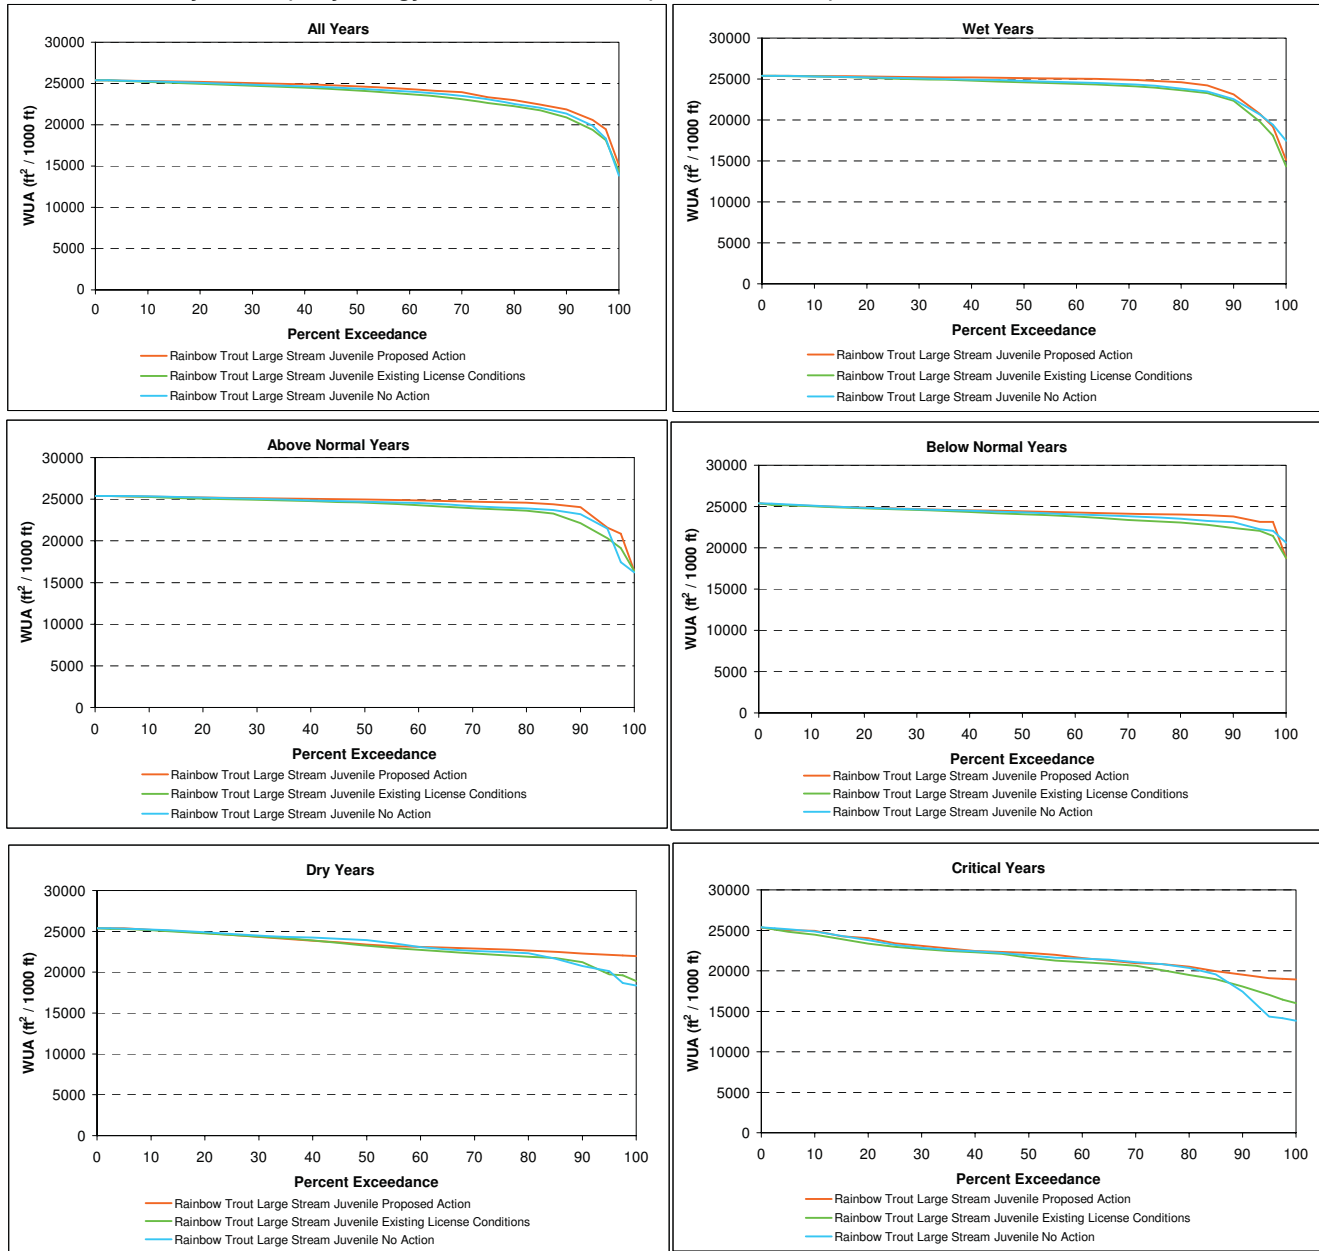 All Years
30000
25000
20000
15000
10000
5000
0
WUA (ft² / 1000 ft)
0 10 20 30 40 50 60 70 80 90 100
Percent Exceedance
Rainbow Trout Large Stream Juvenile Proposed Action
Rainbow Trout Large Stream Juvenile Existing License Conditions
Rainbow Trout Large Stream Juvenile No Action
Wet Years
30000
25000
20000
15000
10000
5000
0
WUA (ft² / 1000 ft)
0 10 20 30 40 50 60 70 80 90 100
Percent Exceedance
Rainbow Trout Large Stream Juvenile Proposed Action
Rainbow Trout Large Stream Juvenile Existing License Conditions
Rainbow Trout Large Stream Juvenile No Action
Above Normal Years
30000
25000
20000
15000
10000
5000
0
WUA (ft² / 1000 ft)
0 10 20 30 40 50 60 70 80 90 100
Percent Exceedance
Rainbow Trout Large Stream Juvenile Proposed Action
Rainbow Trout Large Stream Juvenile Existing License Conditions
Rainbow Trout Large Stream Juvenile No Action
Below Normal Years
30000
25000
20000
15000
10000
5000
0
WUA (ft² / 1000 ft)
0 10 20 30 40 50 60 70 80 90 100
Percent Exceedance
Rainbow Trout Large Stream Juvenile Proposed Action
Rainbow Trout Large Stream Juvenile Existing License Conditions
Rainbow Trout Large Stream Juvenile No Action
Dry Years
30000
25000
20000
15000
10000
5000
0
WUA (ft² / 1000 ft)
0 10 20 30 40 50 60 70 80 90 100
Percent Exceedance
Rainbow Trout Large Stream Juvenile Proposed Action
Rainbow Trout Large Stream Juvenile Existing License Conditions
Rainbow Trout Large Stream Juvenile No Action
Critical Years
30000
25000
20000
15000
10000
5000
0
WUA (ft² / 1000 ft)
0 10 20 30 40 50 60 70 80 90 100
Percent Exceedance
Rainbow Trout Large Stream Juvenile Proposed Action
Rainbow Trout Large Stream Juvenile Existing License Conditions
Rainbow Trout Large Stream Juvenile No Action